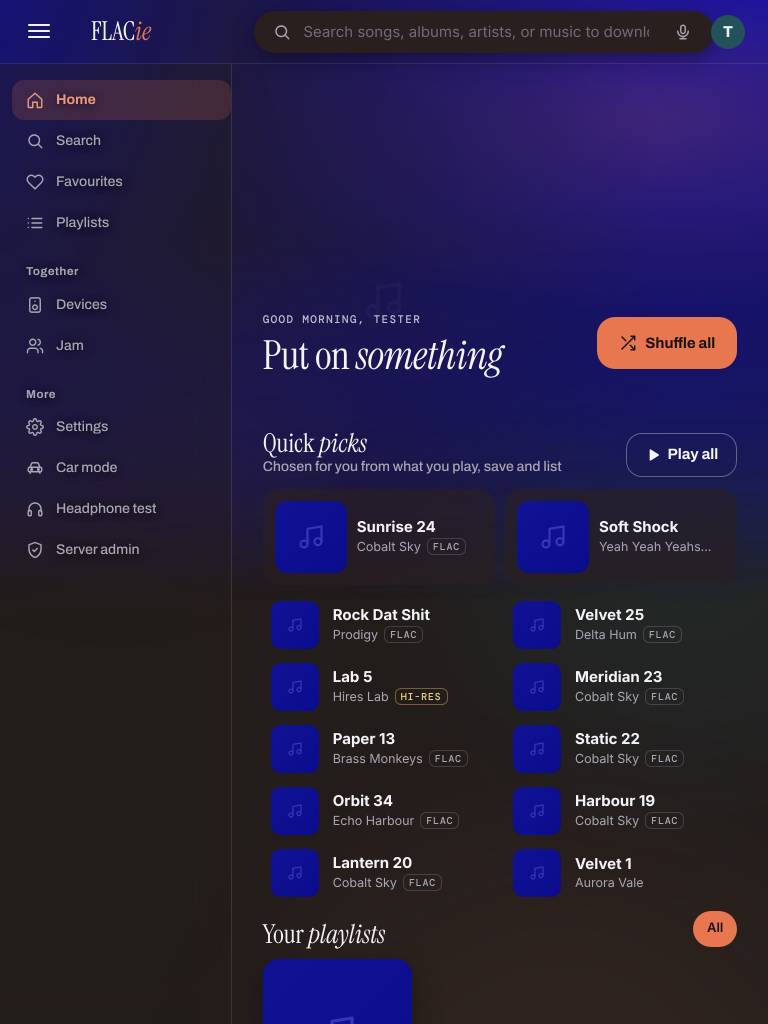 FLACie
Search songs, albums, artists, or music to downl
T
Home
Search
Favourites
Playlists
Together
Devices
Jam
More
Settings
Car mode
Headphone test
Server admin
GOOD MORNING, TESTER
Put on something
Shuffle all
Quick picks
Chosen for you from what you play, save and list
Play all
Sunrise 24
Cobalt Sky FLAC
Soft Shock
Yeah Yeah Yeahs...
Rock Dat Shit
Prodigy FLAC
Velvet 25
Delta Hum FLAC
Lab 5
Hires Lab HI-RES
Meridian 23
Cobalt Sky FLAC
Paper 13
Brass Monkeys FLAC
Static 22
Cobalt Sky FLAC
Orbit 34
Echo Harbour FLAC
Harbour 19
Cobalt Sky FLAC
Lantern 20
Cobalt Sky FLAC
Velvet 1
Aurora Vale
Your playlists
All